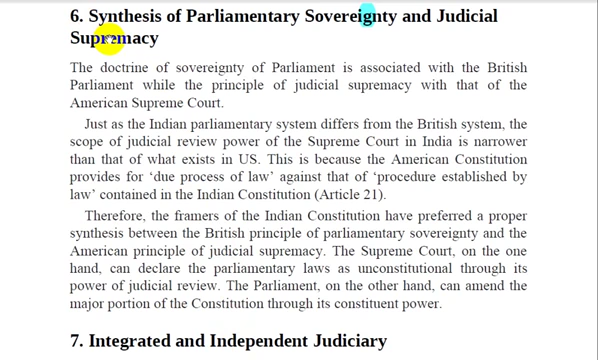 6. Synthesis of Parliamentary Sovereignty and Judicial
Supremacy
The doctrine of sovereignty of Parliament is associated with the British
Parliament while the principle of judicial supremacy with that of the
American Supreme Court.
Just as the Indian parliamentary system differs from the British system, the
scope of judicial review power of the Supreme Court in India is narrower
than that of what exists in US. This is because the American Constitution
provides for ‘due process of law’ against that of ‘procedure established by
law’ contained in the Indian Constitution (Article 21).
Therefore, the framers of the Indian Constitution have preferred a proper
synthesis between the British principle of parliamentary sovereignty and the
American principle of judicial supremacy. The Supreme Court, on the one
hand, can declare the parliamentary laws as unconstitutional through its
power of judicial review. The Parliament, on the other hand, can amend the
major portion of the Constitution through its constituent power.
7. Integrated and Independent Judiciary